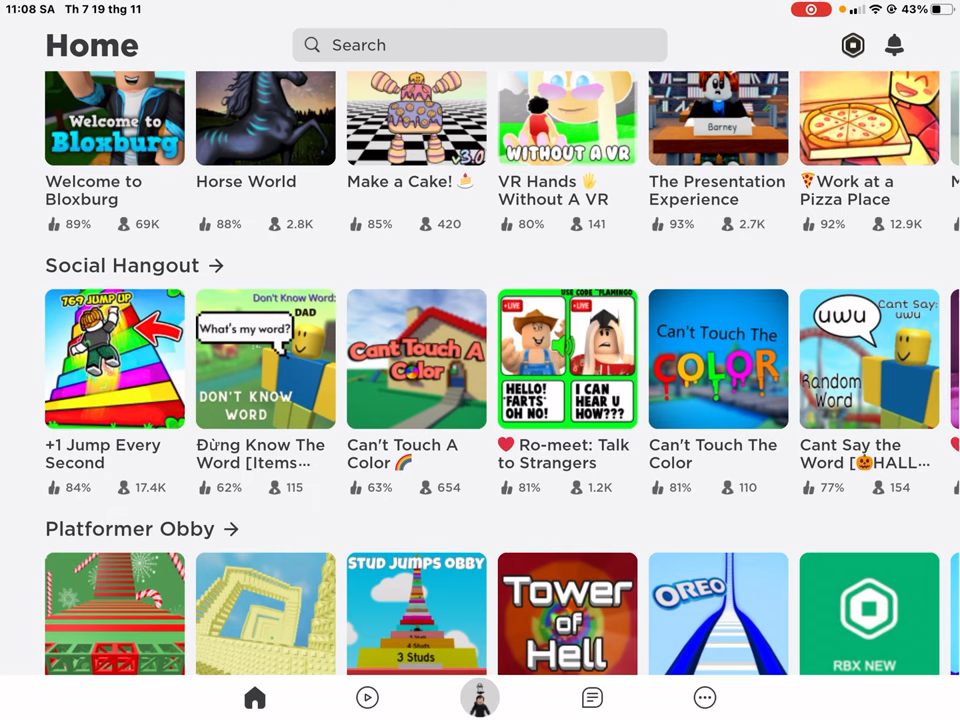 11:08 SA Th 7 19 thg 11
43%
Home
Search
Welcome to
Bloxburg
v3.0
WITHOUT A VR
Barney
Welcome to
Bloxburg
Horse World
Make a Cake!🍰
VR Hands 🖐
Without A VR
The Presentation
Experience
🍕Work at a
Pizza Place
89% 69K
88% 2.8K
85% 420
80% 141
93% 2.7K
92% 12.9K
Social Hangout →
769 JUMP UP
Don't Know Word:
DAD
What's my word?
DON'T KNOW
WORD
Cant Touch A
Color
USE CODE "FLAMINGO
LIVE
LIVE
HELLO!
'FARTS'
OH NO!
I CAN
HEAR U
HOW???
Can't Touch The
COLOR
uwu
Cant Say:
uwu
Random
Word
+1 Jump Every
Second
Đừng Know The
Word [Items···
Can't Touch A
Color 🌈
❤️ Ro-meet: Talk
to Strangers
Can't Touch The
Color
Cant Say the
Word [🎃HALL···
84% 17.4K
62% 115
63% 654
81% 1.2K
81% 110
77% 154
Platformer Obby →
STUD JUMPS OBBY
4 Studs
3 Studs
Tower
of
Hell
OREO
RBX NEW